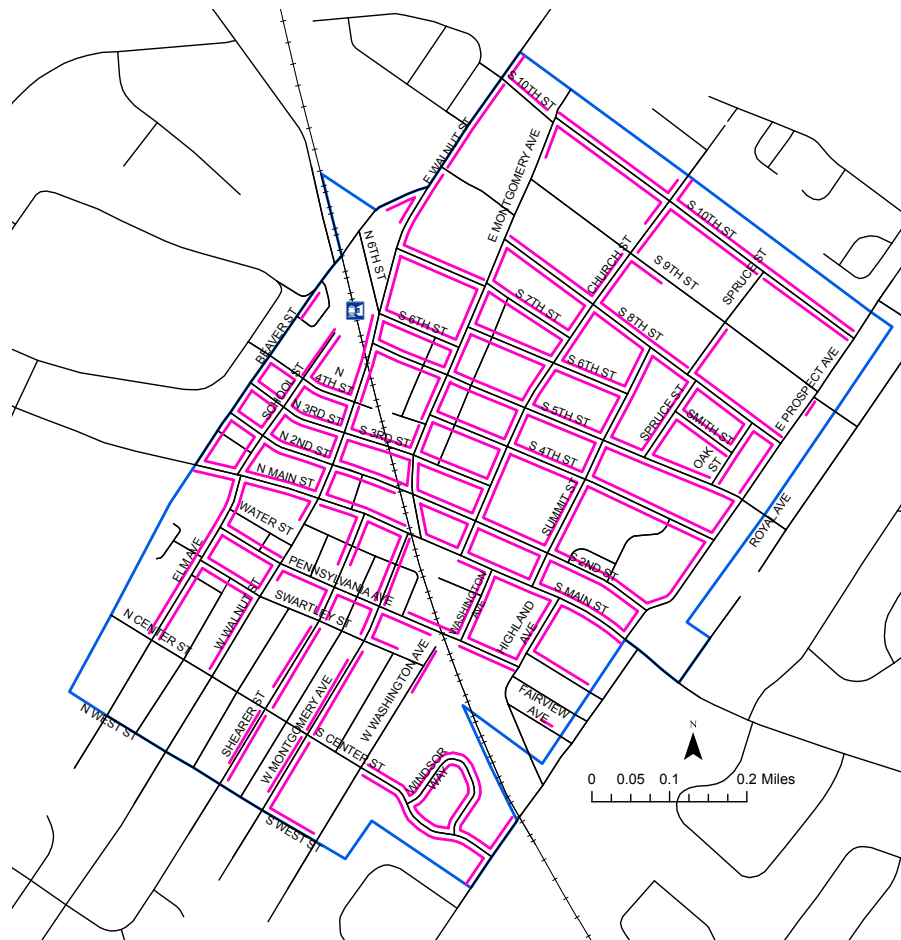 S 10TH ST
E WALNUT ST
E MONTGOMERY AVE
S 10TH ST
N 6TH ST
CHURCH ST
S 9TH ST
SPRUCE ST
S 7TH ST
S 8TH ST
BEAVER ST
S 6TH ST
S 6TH ST
E PROSPECT AVE
N
4TH ST
SCHOOL ST
N 3RD ST
S 5TH ST
SPRUCE ST
SMITH ST
S 3RD ST
N 2ND ST
S 4TH ST
OAK
ST
N MAIN ST
SUMMIT ST
ROYAL AVE
WATER ST
ELM AVE
PENNSYLVANIA AVE
S 2ND ST
SWARTLEY ST
W WALNUT ST
WASHINGTON
AVE
S MAIN ST
N CENTER ST
HIGHLAND
AVE
W WASHINGTON AVE
FAIRVIEW
AVE
N WEST ST
SHEARER ST
W MONTGOMERY AVE
S CENTER ST
N
WINDSOR
WAY
0 0.05 0.1 0.2 Miles
S WEST ST